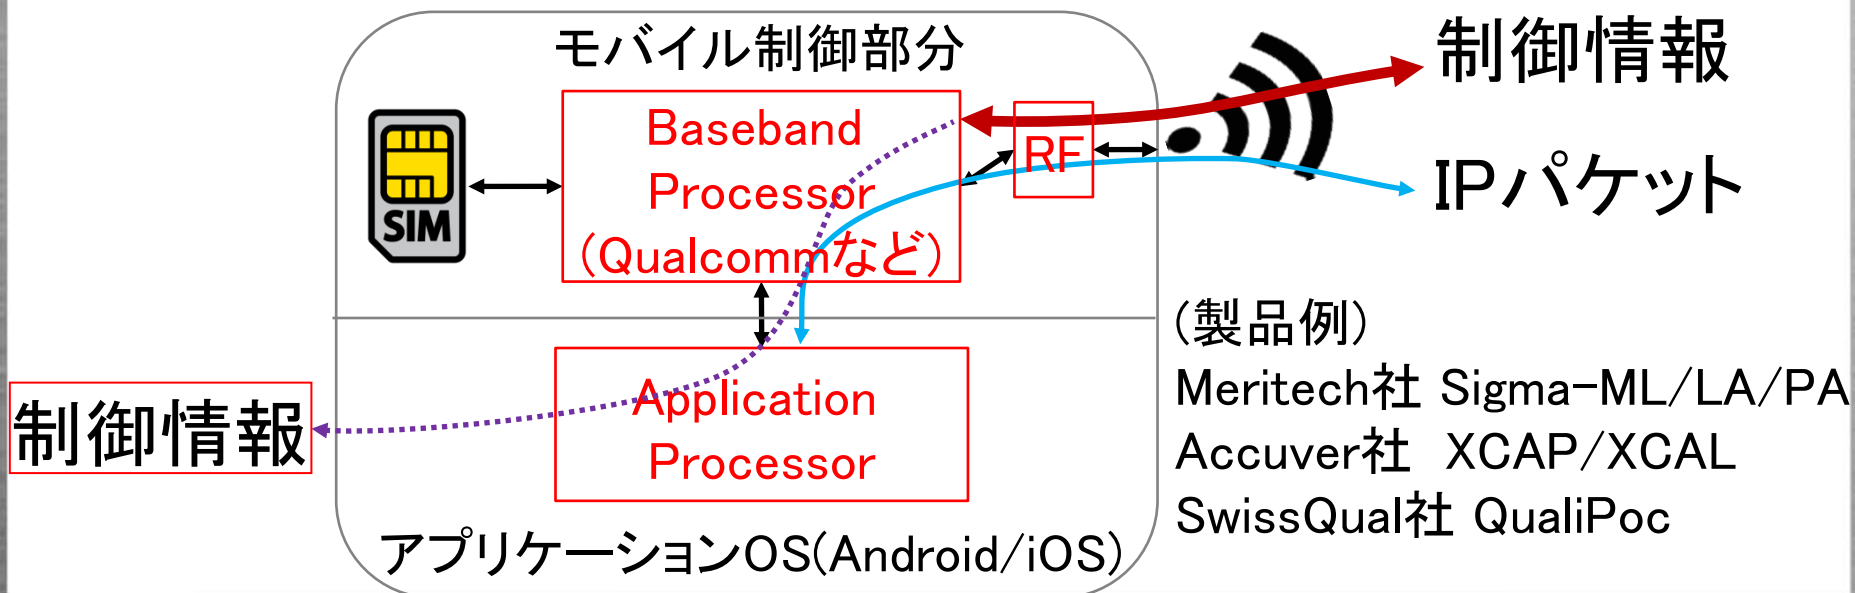 モバイル制御部分
制御情報
Baseband
Processor
(Qualcommなど)
RF
SIM
IPパケット
(製品例)
Meritech社 Sigma-ML/LA/PA
Accuver社 XCAP/XCAL
SwissQual社 QualiPoc
制御情報
Application
Processor
アプリケーションOS(Android/iOS)